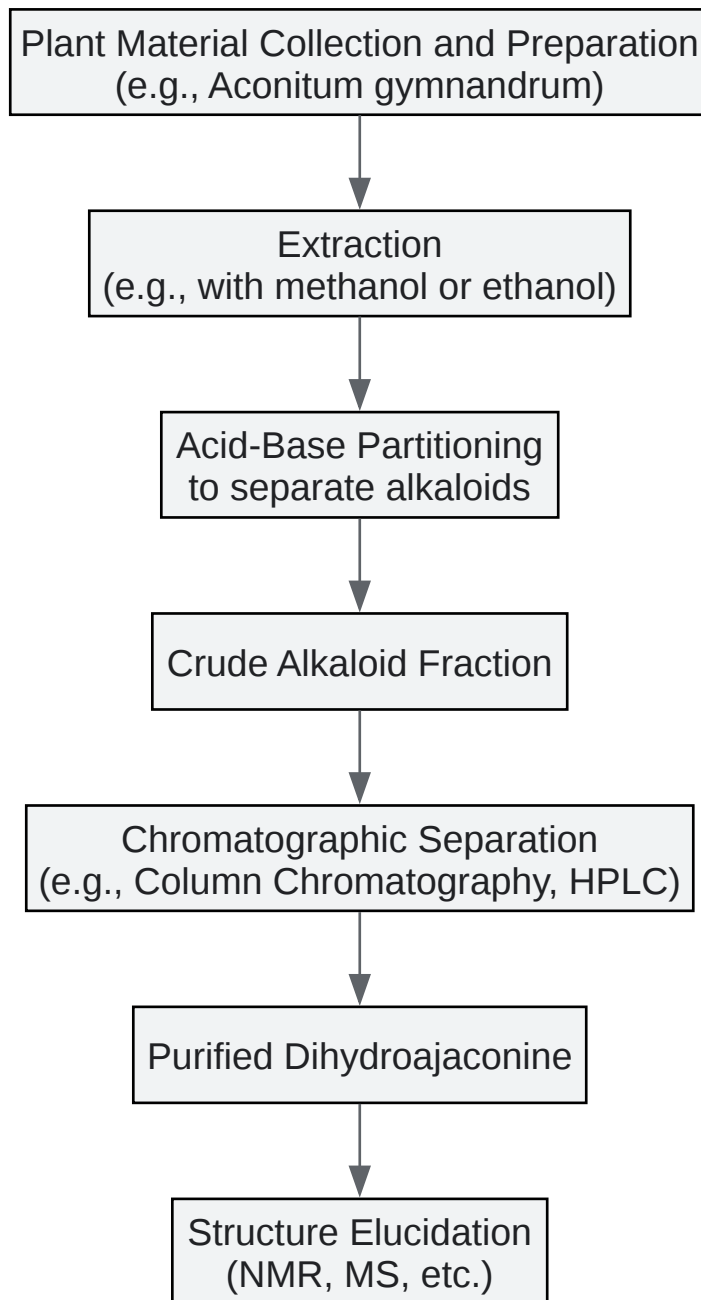 Plant Material Collection and Preparation
(e.g., Aconitum gymnandrum)
Extraction
(e.g., with methanol or ethanol)
Acid-Base Partitioning
to separate alkaloids
Crude Alkaloid Fraction
Chromatographic Separation
(e.g., Column Chromatography, HPLC)
Purified Dihydroajaconine
Structure Elucidation
(NMR, MS, etc.)